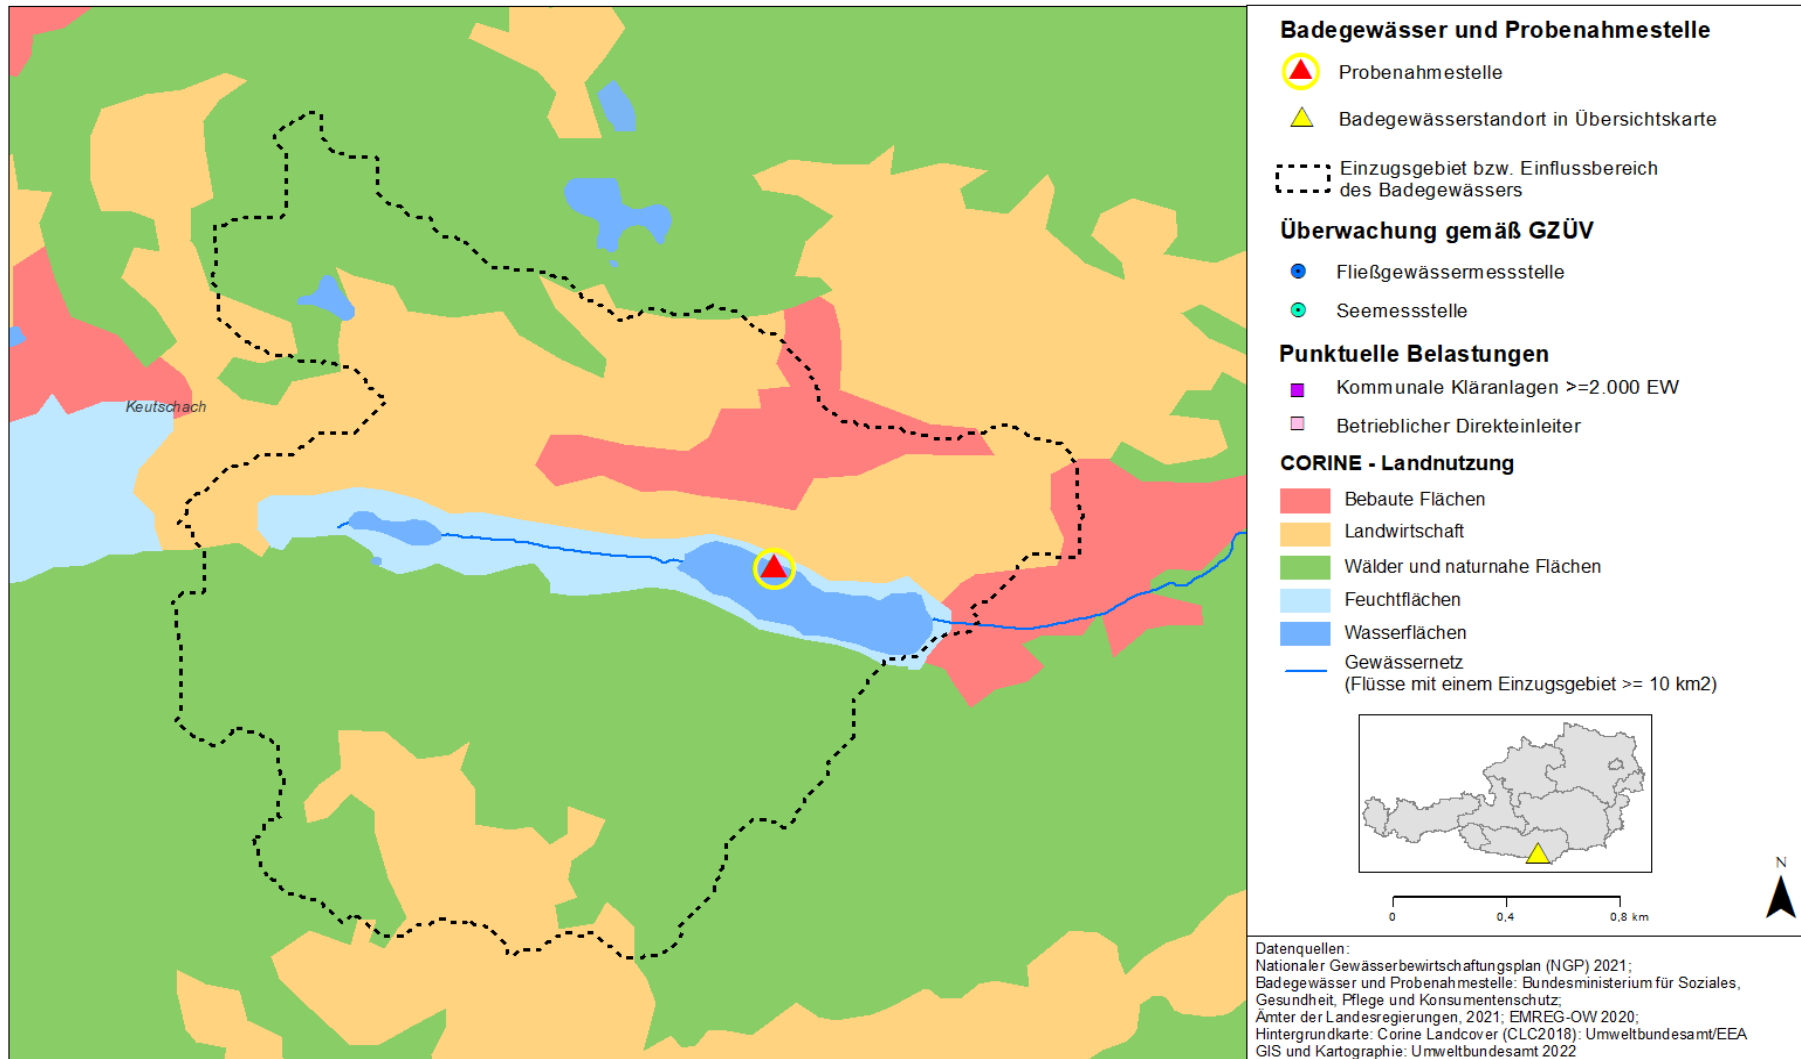 Keutschach
Badegewässer und Probenahmestelle
Probenahmestelle
Badegewässerstandort in Übersichtskarte
Einzugsgebiet bzw. Einflussbereich
des Badegewässers
Überwachung gemäß GZÜV
Fließgewässermessstelle
Seemessstelle
Punktuelle Belastungen
Kommunale Kläranlagen >=2.000 EW
Betrieblicher Direkteinleiter
CORINE - Landnutzung
Bebaute Flächen
Landwirtschaft
Wälder und naturnahe Flächen
Feuchtflächen
Wasserflächen
Gewässernetz
(Flüsse mit einem Einzugsgebiet >= 10 km2)
N
0 0,4 0,8 km
Datenquellen:
Nationaler Gewässerbewirtschaftungsplan (NGP) 2021;
Badegewässer und Probenahmestelle: Bundesministerium für Soziales,
Gesundheit, Pflege und Konsumentenschutz;
Ämter der Landesregierungen, 2021; EMREG-OW 2020;
Hintergrundkarte: Corine Landcover (CLC2018): Umweltbundesamt/EEA
GIS und Kartographie: Umweltbundesamt 2022